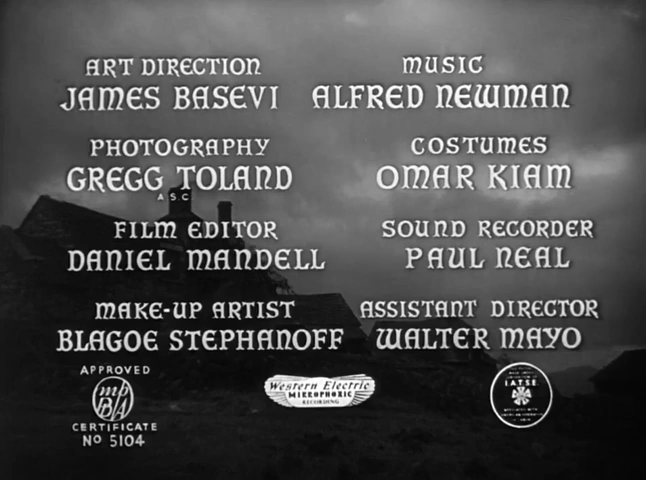 ART DIRECTION
JAMES BASEVI
MUSIC
ALFRED NEWMAN
PHOTOGRAPHY
GREGG TOLAND
A.S.C.
COSTUMES
OMAR KIAM
FILM EDITOR
DANIEL MANDELL
SOUND RECORDER
PAUL NEAL
MAKE-UP ARTIST
BLAGOE STEPHANOFF
ASSISTANT DIRECTOR
WALTER MAYO
APPROVED
CERTIFICATE
No 5104
Western Electric
MIRROPHONIC
RECORDING
I.A.T.S.E.